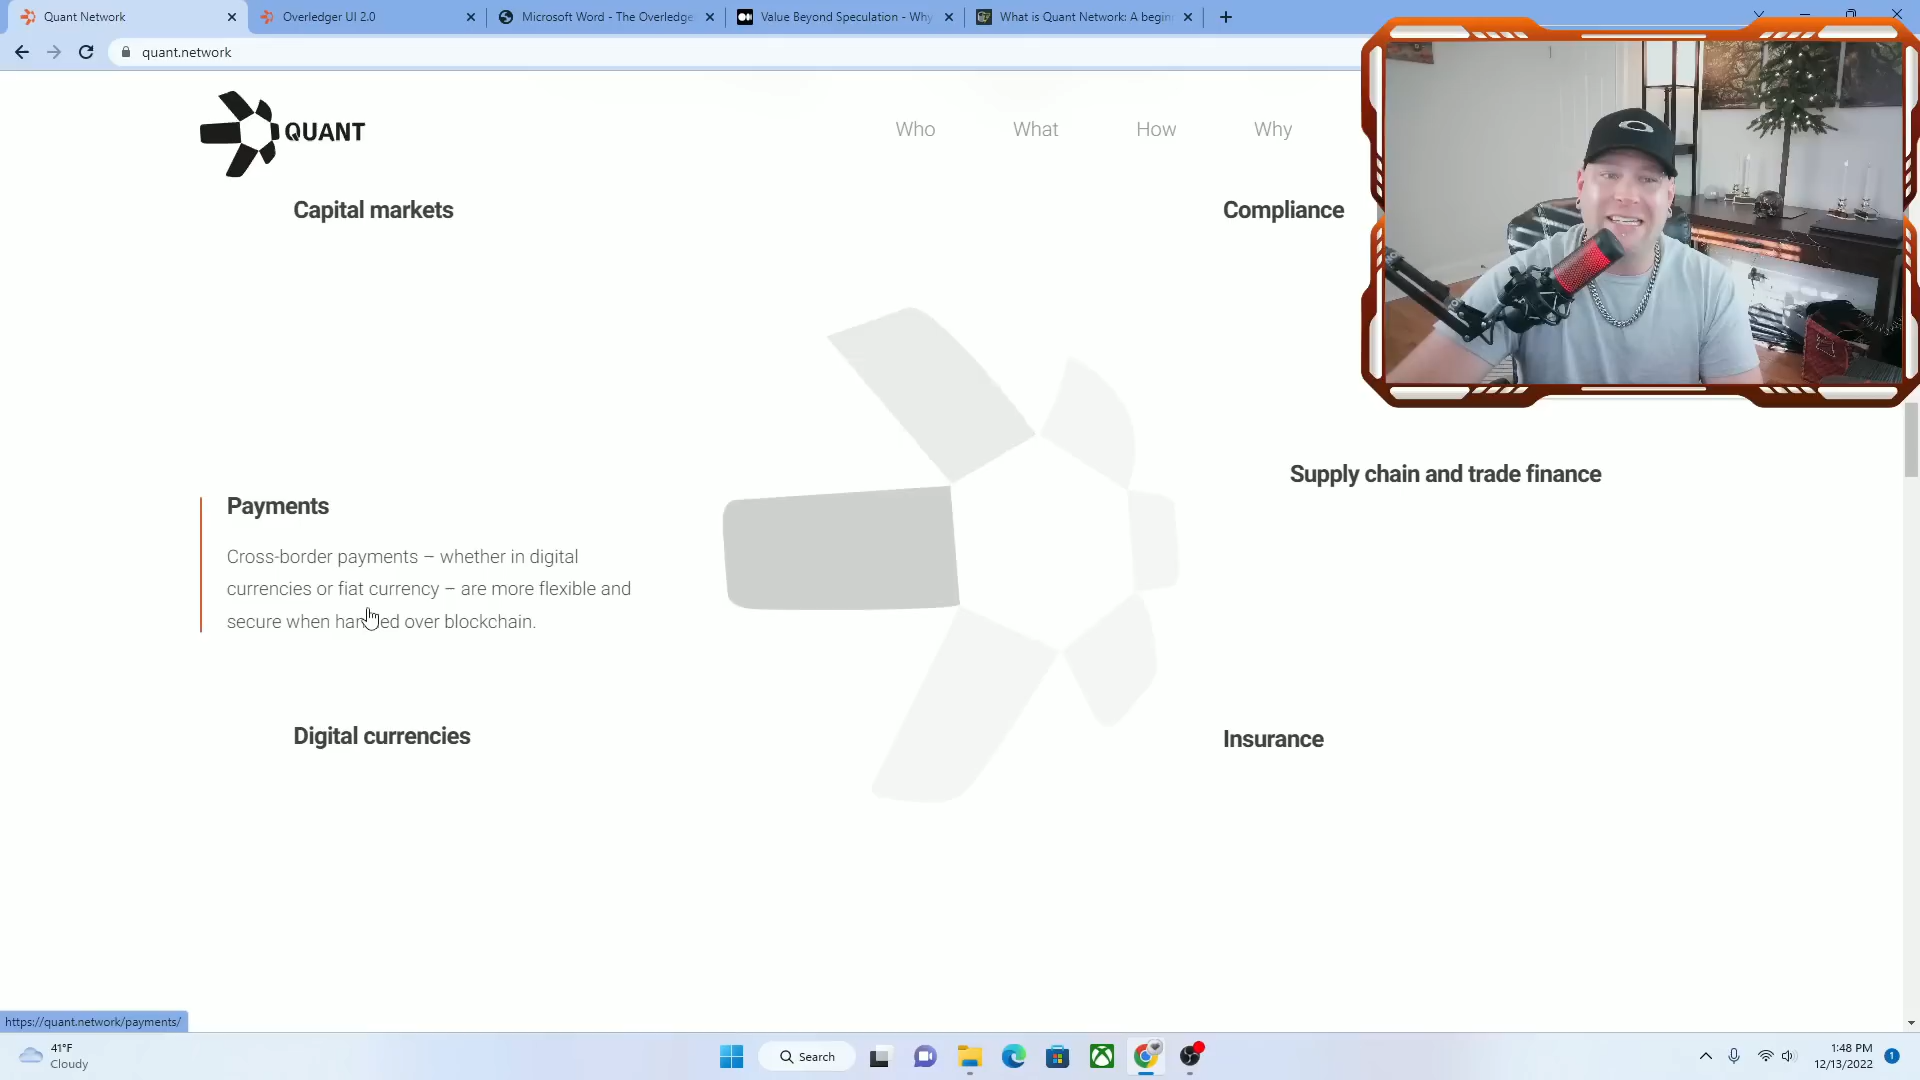 Quant Network
Overledger UI 2.0
Microsoft Word - The Overledge
Value Beyond Speculation - Why
What is Quant Network: A begin
quant.network
QUANT
Who
What
How
Why
Capital markets
Compliance
Supply chain and trade finance
Payments
Cross-border payments – whether in digital
currencies or fiat currency – are more flexible and
secure when handled over blockchain.
Digital currencies
Insurance
https://quant.network/payments/
41°F
Cloudy
Search
1:48 PM
12/13/2022
1